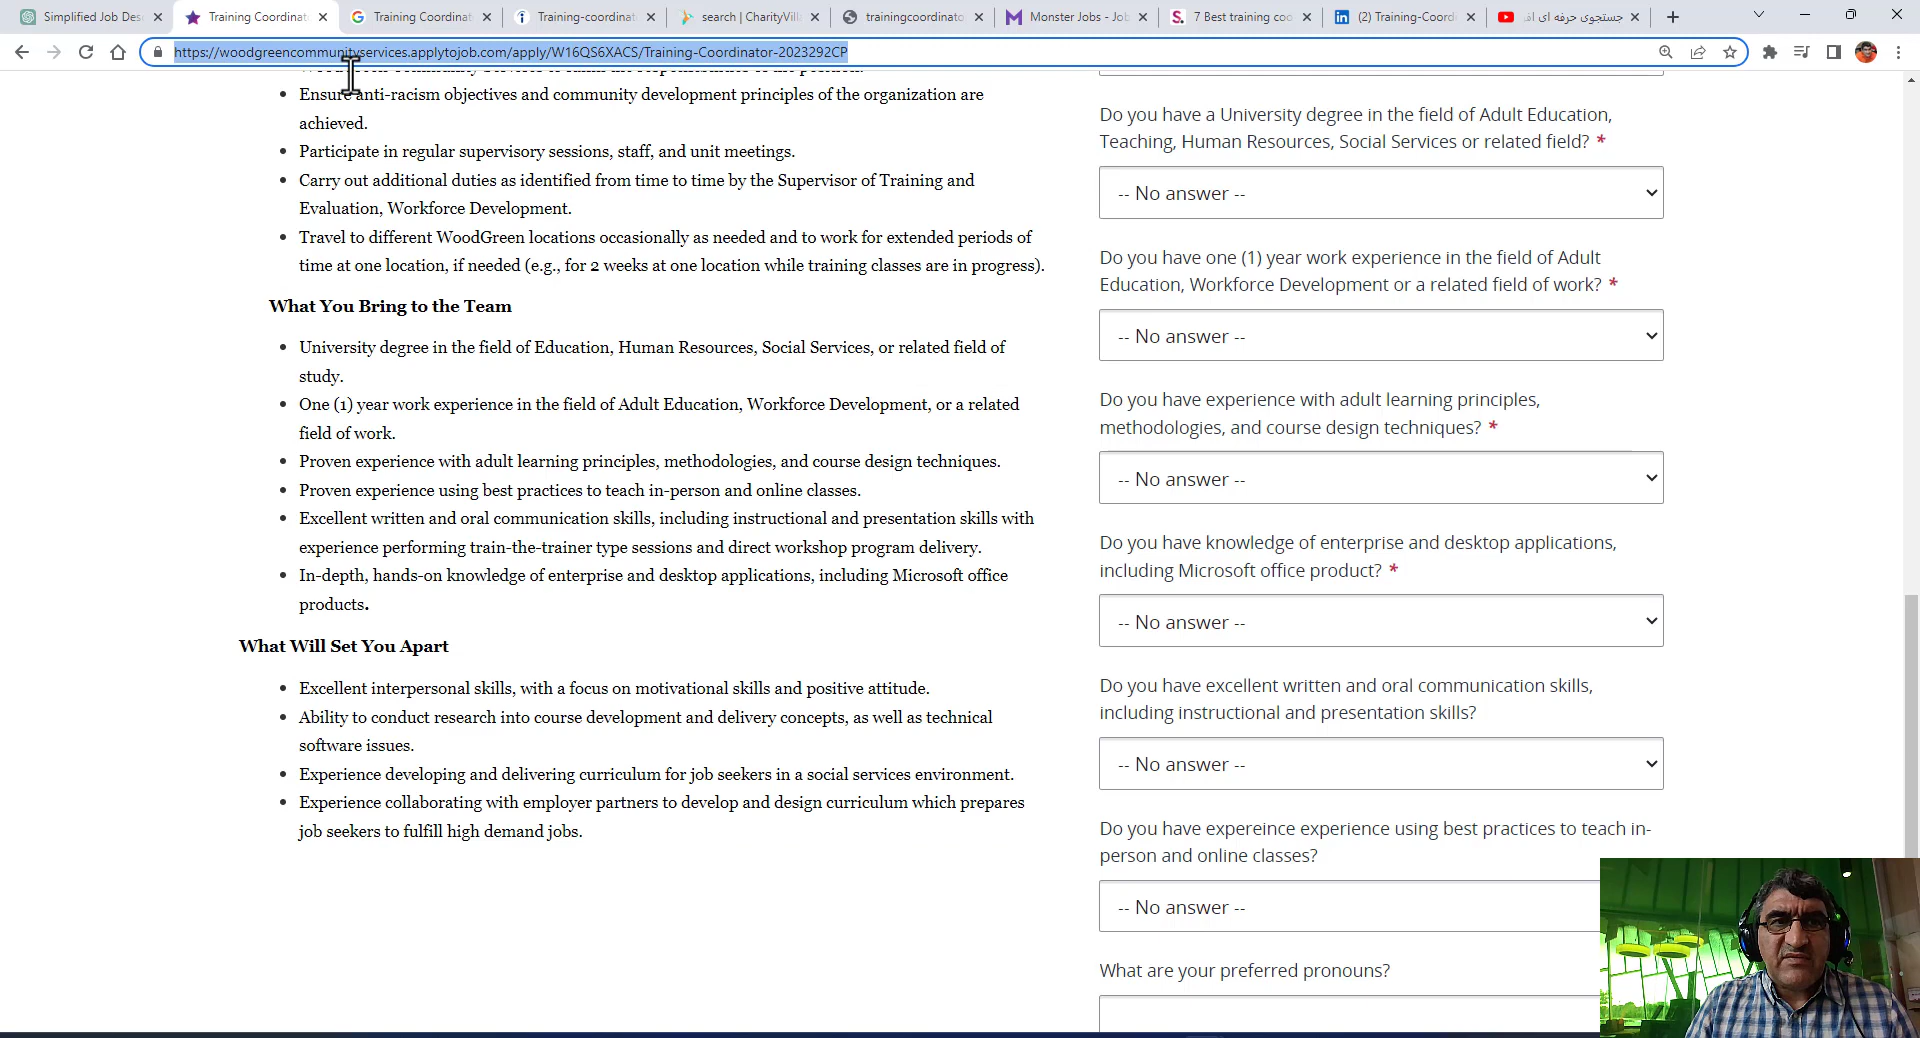 Simplified Job Des
Training Coordinat
Training Coordinat
Training-coordinat
search | CharityVill
trainingcoordinato
Monster Jobs - Job
7 Best training coo
(2) Training-Coord
جستجوی حرفه ای اف
https://woodgreencommunityservices.applytojob.com/apply/W16QS6XACS/Training-Coordinator-2023292CP
Ensure anti-racism objectives and community development principles of the organization are
achieved.
Participate in regular supervisory sessions, staff, and unit meetings.
Carry out additional duties as identified from time to time by the Supervisor of Training and
Evaluation, Workforce Development.
Travel to different WoodGreen locations occasionally as needed and to work for extended periods of
time at one location, if needed (e.g., for 2 weeks at one location while training classes are in progress).
What You Bring to the Team
University degree in the field of Education, Human Resources, Social Services, or related field of
study.
One (1) year work experience in the field of Adult Education, Workforce Development, or a related
field of work.
Proven experience with adult learning principles, methodologies, and course design techniques.
Proven experience using best practices to teach in-person and online classes.
Excellent written and oral communication skills, including instructional and presentation skills with
experience performing train-the-trainer type sessions and direct workshop program delivery.
In-depth, hands-on knowledge of enterprise and desktop applications, including Microsoft office
products.
What Will Set You Apart
Excellent interpersonal skills, with a focus on motivational skills and positive attitude.
Ability to conduct research into course development and delivery concepts, as well as technical
software issues.
Experience developing and delivering curriculum for job seekers in a social services environment.
Experience collaborating with employer partners to develop and design curriculum which prepares
job seekers to fulfill high demand jobs.
Do you have a University degree in the field of Adult Education,
Teaching, Human Resources, Social Services or related field? *
-- No answer --
Do you have one (1) year work experience in the field of Adult
Education, Workforce Development or a related field of work? *
-- No answer --
Do you have experience with adult learning principles,
methodologies, and course design techniques? *
-- No answer --
Do you have knowledge of enterprise and desktop applications,
including Microsoft office product? *
-- No answer --
Do you have excellent written and oral communication skills,
including instructional and presentation skills?
-- No answer --
Do you have expereince experience using best practices to teach in-
person and online classes?
-- No answer --
What are your preferred pronouns?